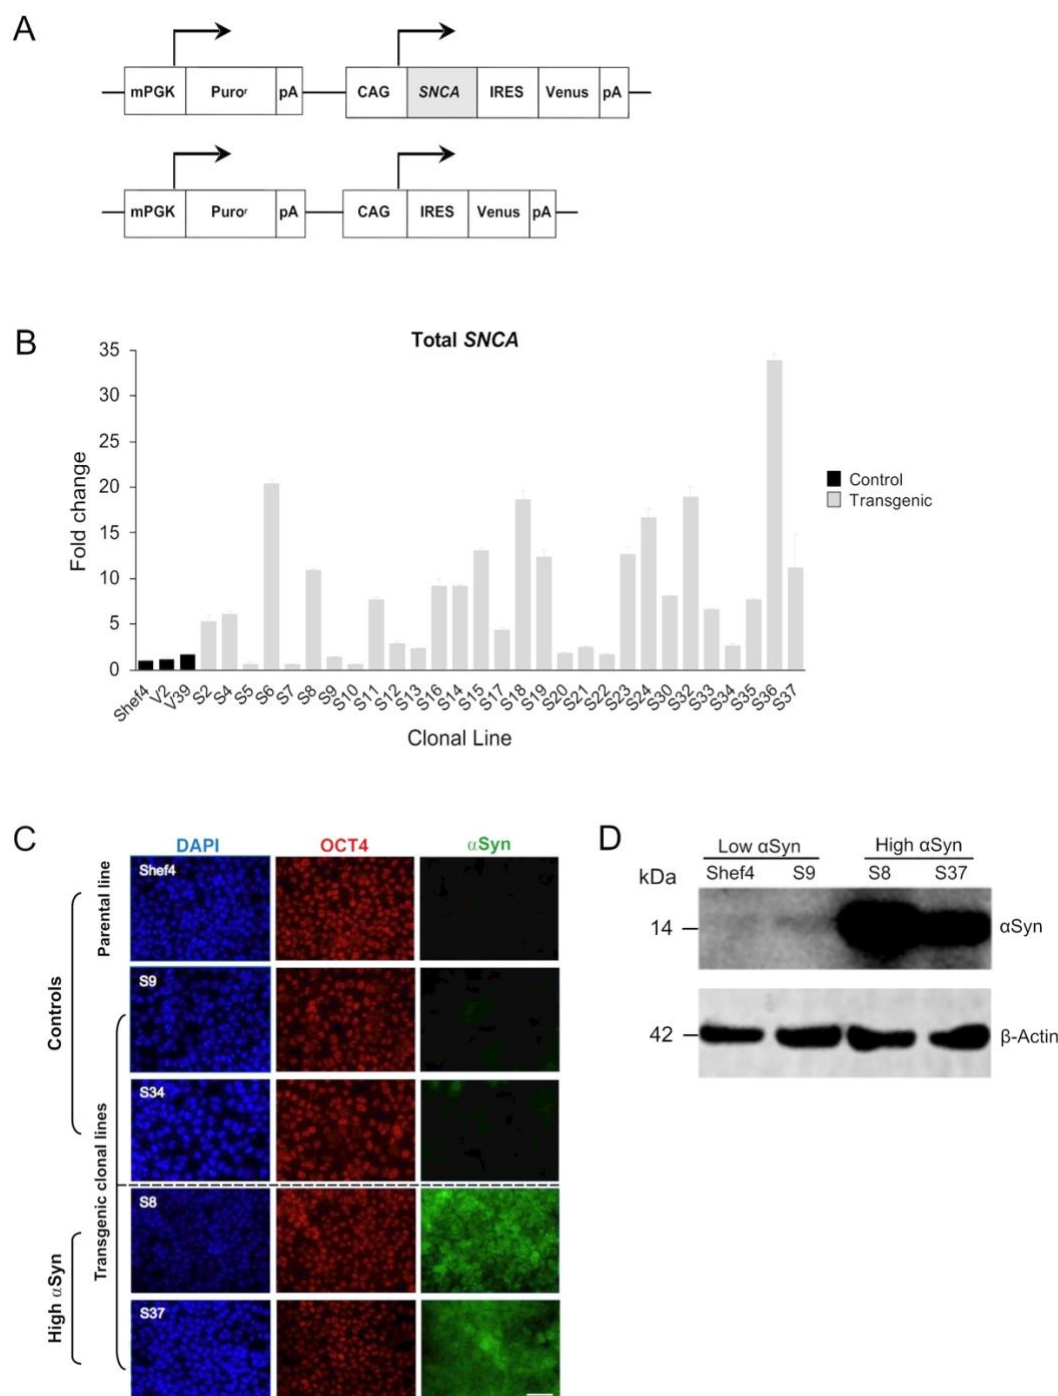 A
mPGK Puroʳ pA CAG SNCA IRES Venus pA
mPGK Puroʳ pA CAG IRES Venus pA
B
Total SNCA
Fold change
35
30
25
20
15
10
5
0
Control
Transgenic
Shef4 V2 V39 S2 S4 S5 S6 S7 S8 S9 S10 S11 S12 S13 S16 S14 S15 S17 S18 S19 S20 S21 S22 S23 S24 S30 S32 S33 S34 S35 S36 S37
Clonal Line
C
DAPI OCT4 αSyn
Controls
High αSyn
Parental line
Transgenic clonal lines
Shef4
S9
S34
S8
S37
D
Low αSyn High αSyn
kDa Shef4 S9 S8 S37
14 αSyn
42 β-Actin